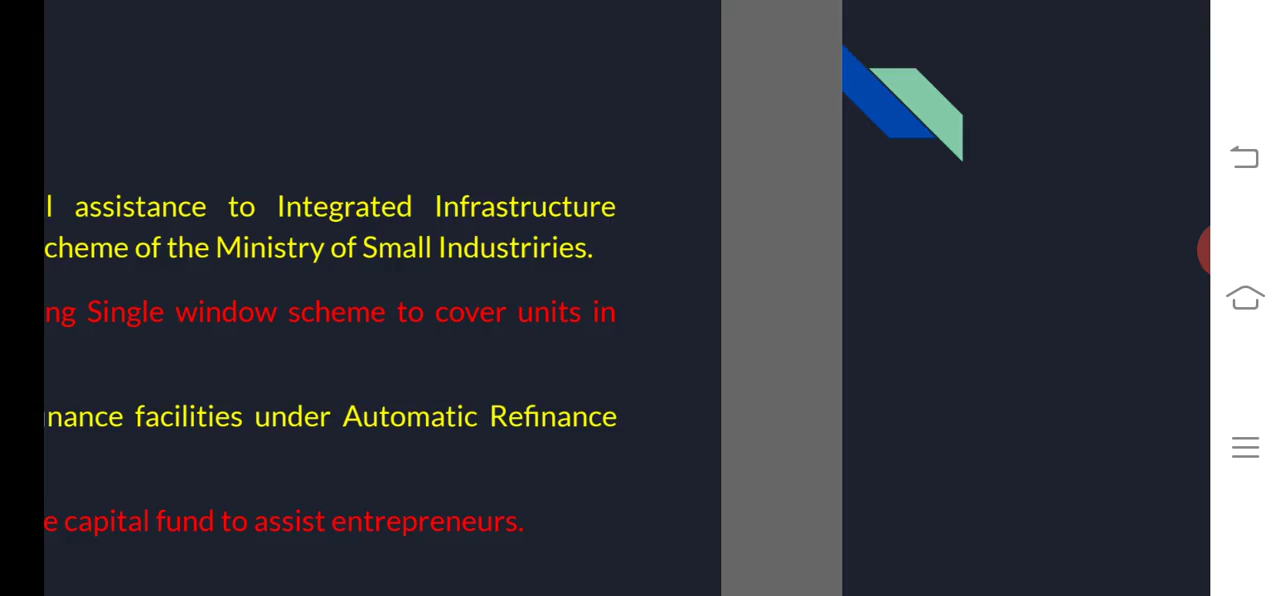 l assistance to Integrated Infrastructure
cheme of the Ministry of Small Industriries.
ng Single window scheme to cover units in
nance facilities under Automatic Refinance
e capital fund to assist entrepreneurs.